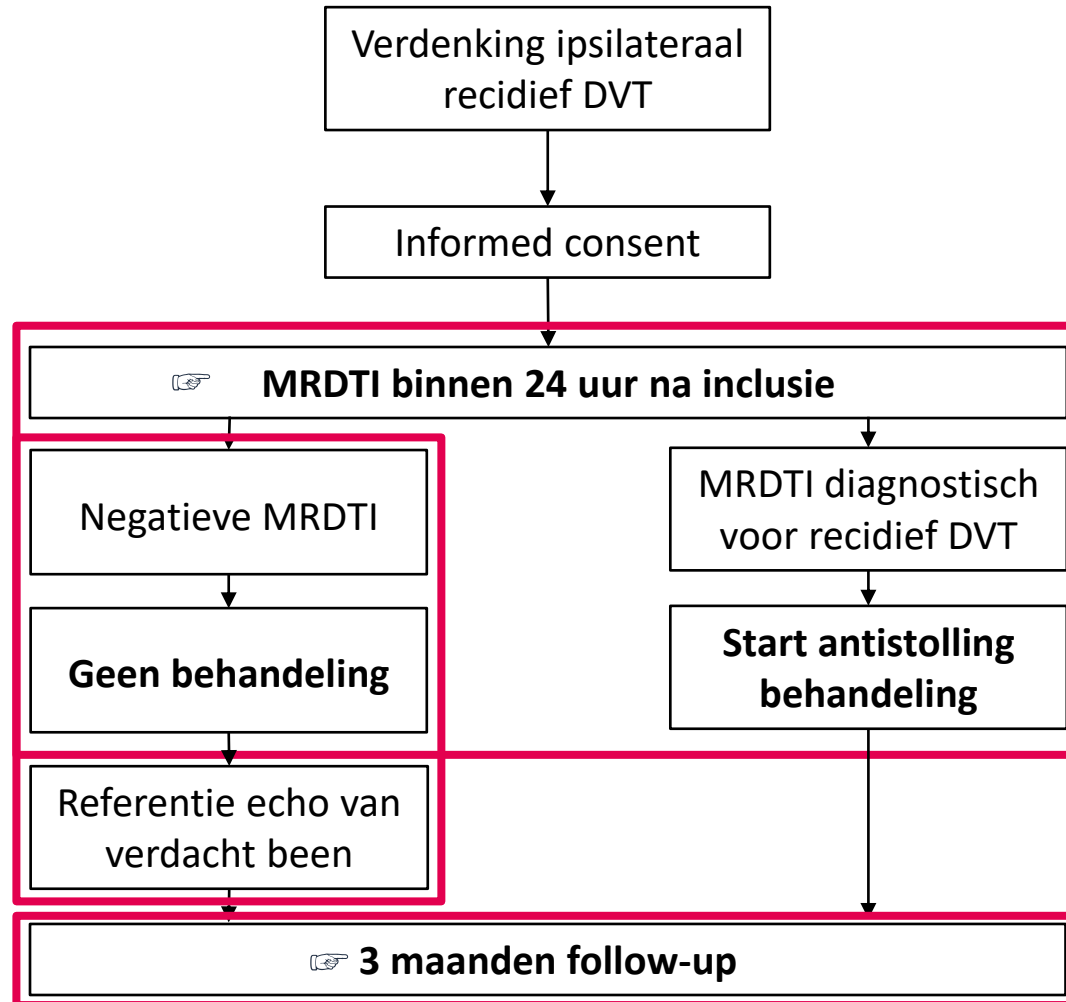 Verdenking ipsilateraal
recidief DVT
Informed consent
☞ MRDTI binnen 24 uur na inclusie
Negatieve MRDTI
MRDTI diagnostisch
voor recidief DVT
Geen behandeling
Start antistolling
behandeling
Referentie echo van
verdacht been
☞ 3 maanden follow-up